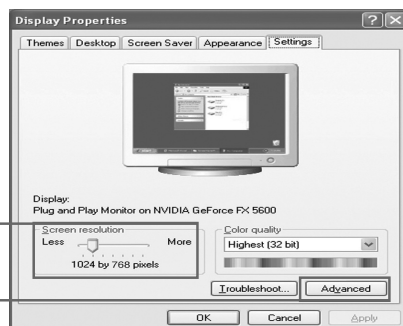 Display Properties
Themes Desktop Screen Saver Appearance Settings
Display:
Plug and Play Monitor on NVIDIA GeForce FX 5600
Screen resolution
Less More
1024 by 768 pixels
Color quality
Highest (32 bit)
Troubleshoot... Advanced
OK Cancel Apply